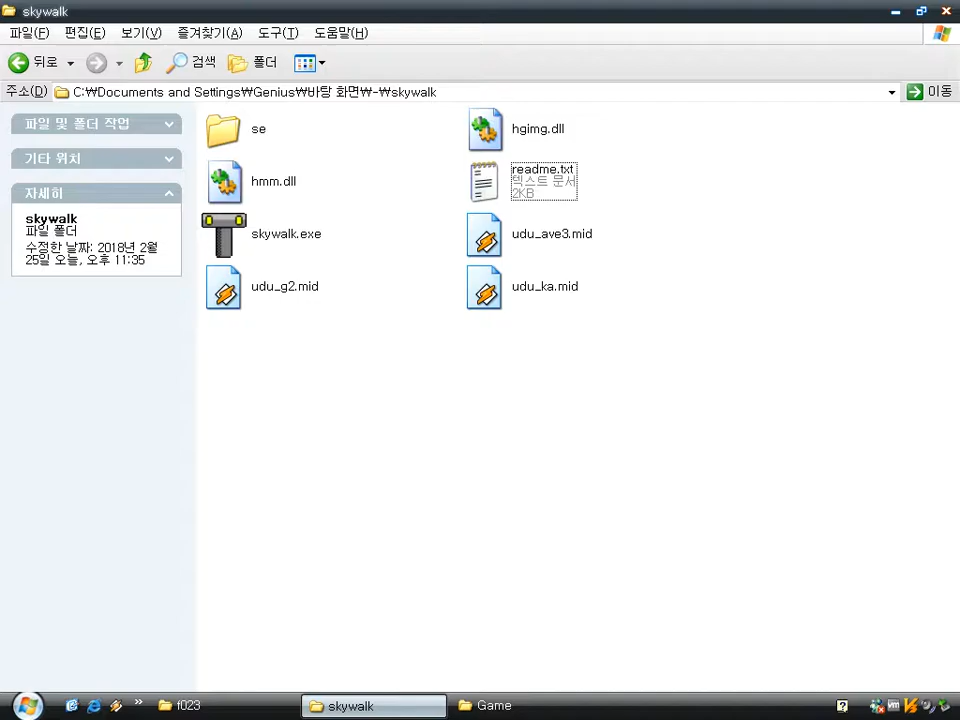 skywalk
파일(F) 편집(E) 보기(V) 즐겨찾기(A) 도구(T) 도움말(H)
뒤로 검색 폴더
주소(D) C:₩Documents and Settings₩Genius₩바탕 화면₩-₩skywalk 이동
파일 및 폴더 작업
기타 위치
자세히
skywalk
파일 폴더
수정한 날짜: 2018년 2월
25일 오늘, 오후 11:35
se
hgimg.dll
hmm.dll
readme.txt
텍스트 문서
2KB
skywalk.exe
udu_ave3.mid
udu_g2.mid
udu_ka.mid
f023 skywalk Game